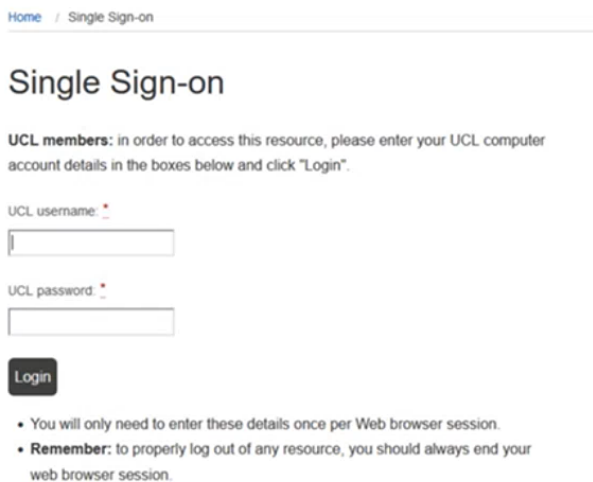 Home / Single Sign-on
Single Sign-on
UCL members: in order to access this resource, please enter your UCL computer
account details in the boxes below and click "Login".
UCL username: *
UCL password: *
Login
• You will only need to enter these details once per Web browser session.
• Remember: to properly log out of any resource, you should always end your
web browser session.